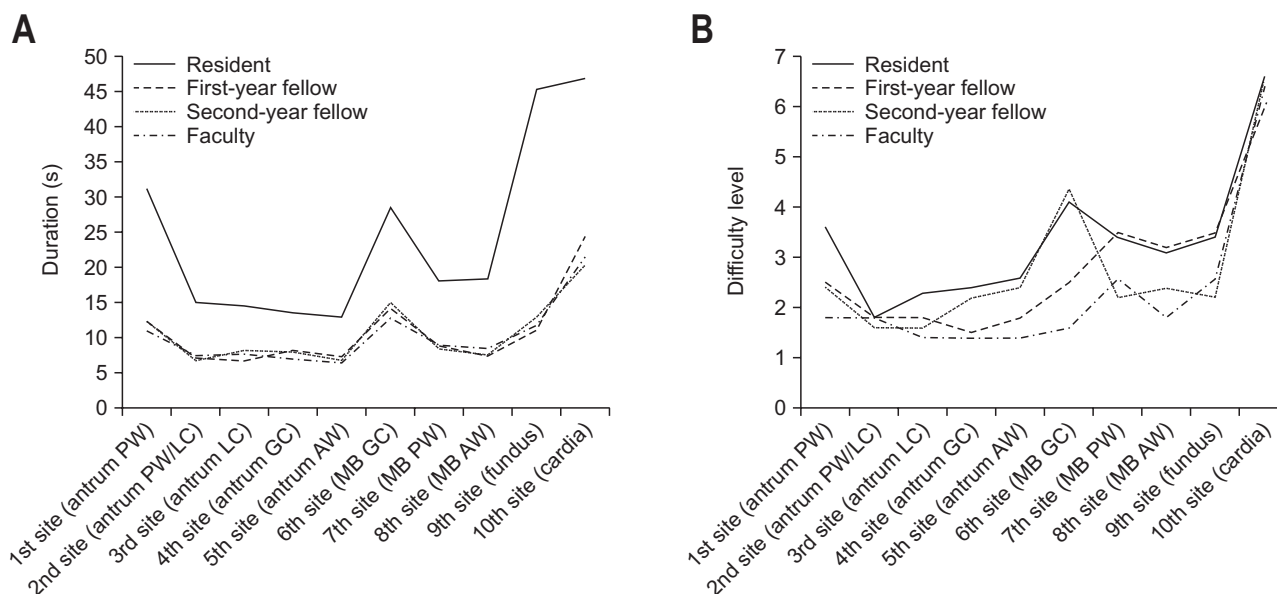 A
50
45
40
35
30
25
20
15
10
5
0
Duration (s)
Resident
First-year fellow
Second-year fellow
Faculty
1st site (antrum PW)
2nd site (antrum PW/LC)
3rd site (antrum LC)
4th site (antrum GC)
5th site (antrum AW)
6th site (MB GC)
7th site (MB PW)
8th site (MB AW)
9th site (fundus)
10th site (cardia)
B
7
6
5
4
3
2
1
0
Difficulty level
Resident
First-year fellow
Second-year fellow
Faculty
1st site (antrum PW)
2nd site (antrum PW/LC)
3rd site (antrum LC)
4th site (antrum GC)
5th site (antrum AW)
6th site (MB GC)
7th site (MB PW)
8th site (MB AW)
9th site (fundus)
10th site (cardia)